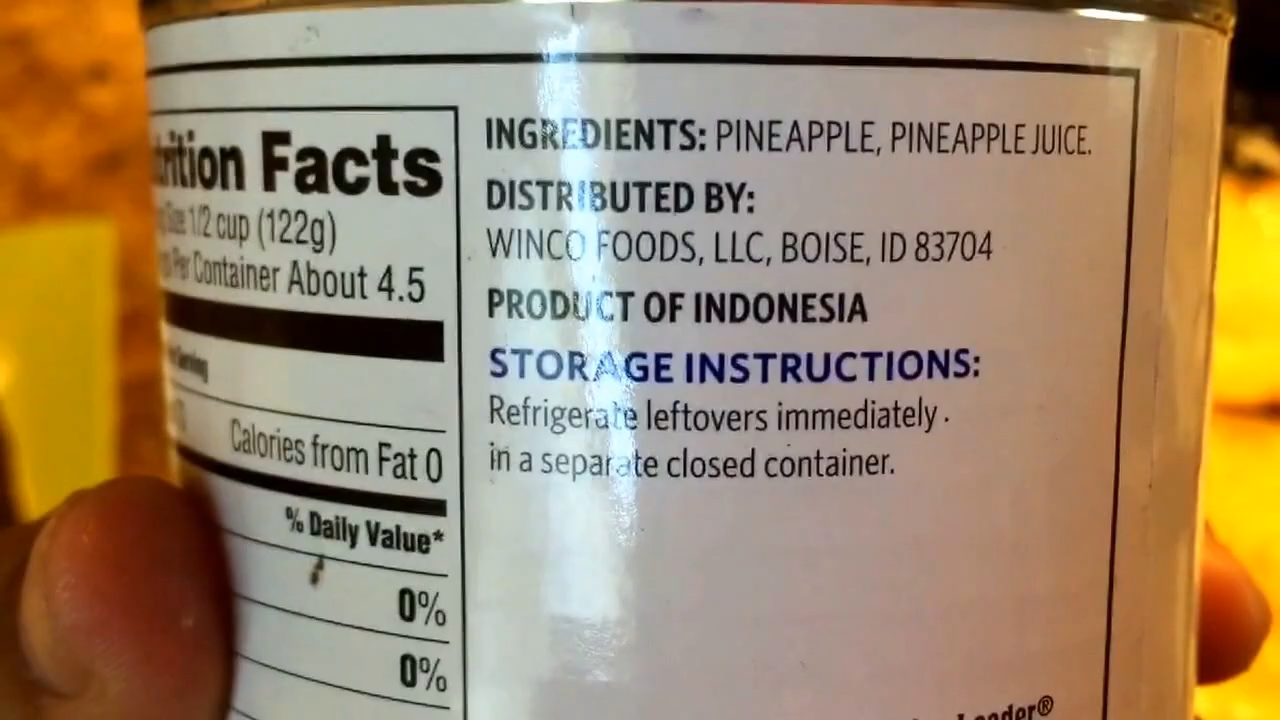 Facts
1/2 cup (122g)
Per Container About 4.5
Serving
Calories from Fat 0
% Daily Value*
0%
0%
INGREDIENTS: PINEAPPLE, PINEAPPLE JUICE.
DISTRIBUTED BY:
WINCO FOODS, LLC, BOISE, ID 83704
PRODUCT OF INDONESIA
STORAGE INSTRUCTIONS:
Refrigerate leftovers immediately.
in a separate closed container.